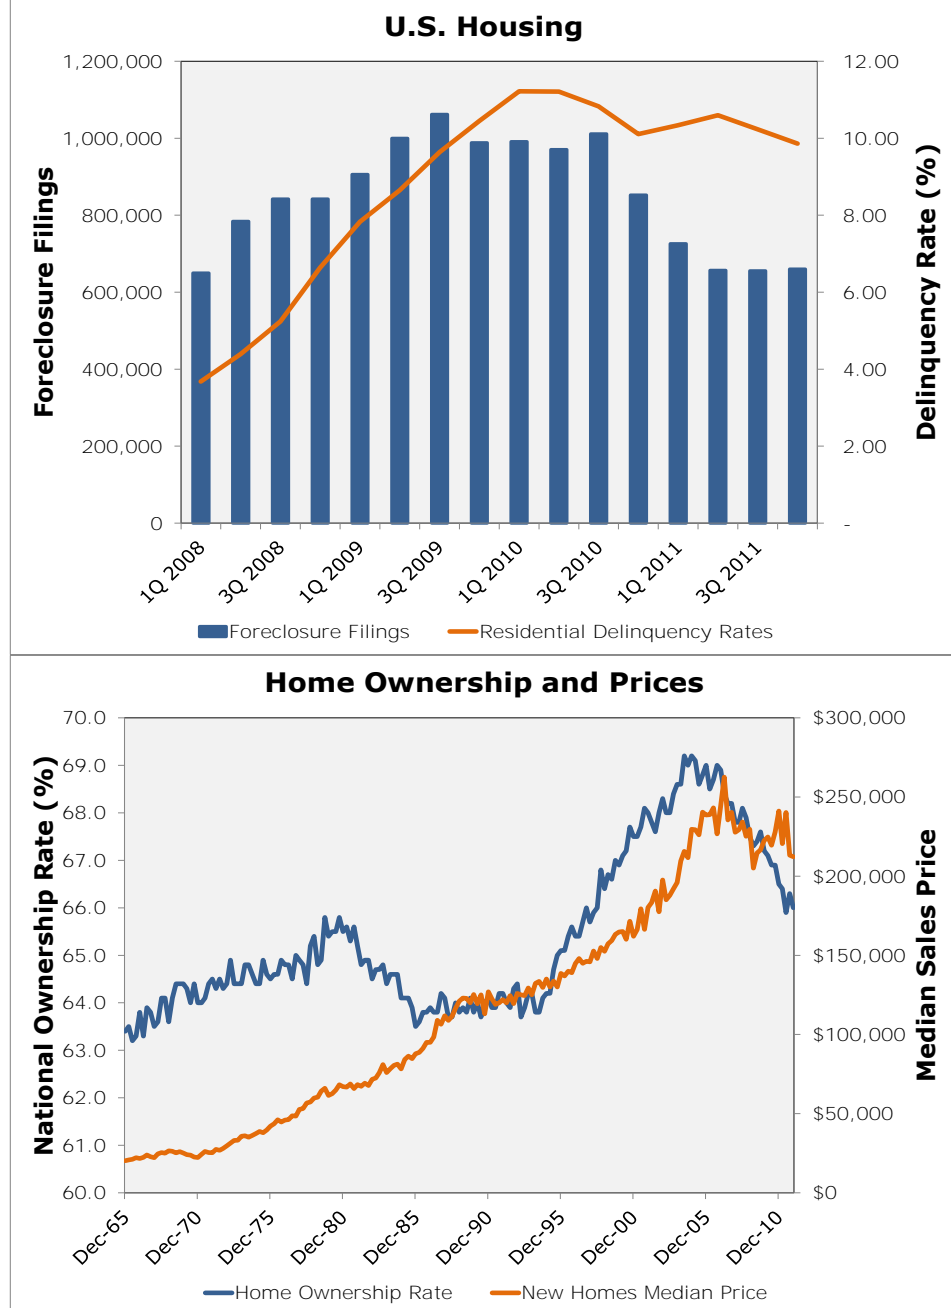 U.S. Housing
1,200,000
1,000,000
800,000
600,000
400,000
200,000
0
Foreclosure Filings
12.00
10.00
8.00
6.00
4.00
2.00
-
Delinquency Rate (%)
1Q 2008
3Q 2008
1Q 2009
3Q 2009
1Q 2010
3Q 2010
1Q 2011
3Q 2011
Foreclosure Filings
Residential Delinquency Rates
Home Ownership and Prices
70.0
69.0
68.0
67.0
66.0
65.0
64.0
63.0
62.0
61.0
60.0
National Ownership Rate (%)
$300,000
$250,000
$200,000
$150,000
$100,000
$50,000
$0
Median Sales Price
Dec-65
Dec-70
Dec-75
Dec-80
Dec-85
Dec-90
Dec-95
Dec-00
Dec-05
Dec-10
Home Ownership Rate
New Homes Median Price